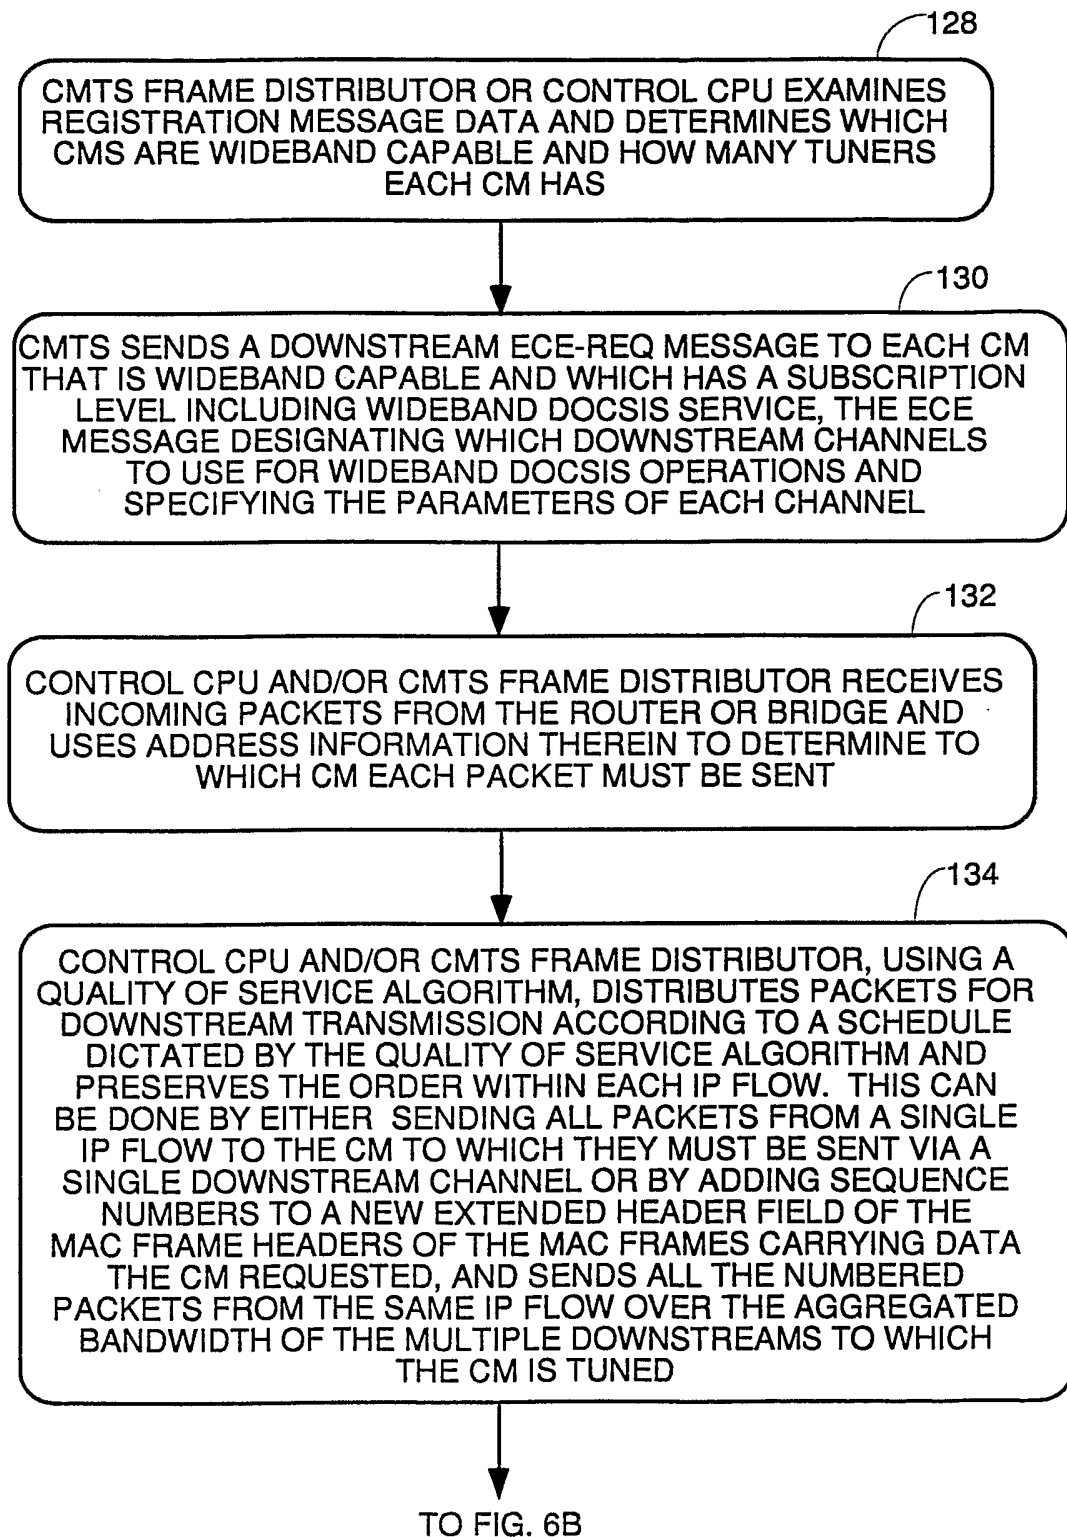 128
CMTS FRAME DISTRIBUTOR OR CONTROL CPU EXAMINES
REGISTRATION MESSAGE DATA AND DETERMINES WHICH
CMS ARE WIDEBAND CAPABLE AND HOW MANY TUNERS
EACH CM HAS
130
CMTS SENDS A DOWNSTREAM ECE-REQ MESSAGE TO EACH CM
THAT IS WIDEBAND CAPABLE AND WHICH HAS A SUBSCRIPTION
LEVEL INCLUDING WIDEBAND DOCSIS SERVICE, THE ECE
MESSAGE DESIGNATING WHICH DOWNSTREAM CHANNELS
TO USE FOR WIDEBAND DOCSIS OPERATIONS AND
SPECIFYING THE PARAMETERS OF EACH CHANNEL
132
CONTROL CPU AND/OR CMTS FRAME DISTRIBUTOR RECEIVES
INCOMING PACKETS FROM THE ROUTER OR BRIDGE AND
USES ADDRESS INFORMATION THEREIN TO DETERMINE TO
WHICH CM EACH PACKET MUST BE SENT
134
CONTROL CPU AND/OR CMTS FRAME DISTRIBUTOR, USING A
QUALITY OF SERVICE ALGORITHM, DISTRIBUTES PACKETS FOR
DOWNSTREAM TRANSMISSION ACCORDING TO A SCHEDULE
DICTATED BY THE QUALITY OF SERVICE ALGORITHM AND
PRESERVES THE ORDER WITHIN EACH IP FLOW. THIS CAN
BE DONE BY EITHER SENDING ALL PACKETS FROM A SINGLE
IP FLOW TO THE CM TO WHICH THEY MUST BE SENT VIA A
SINGLE DOWNSTREAM CHANNEL OR BY ADDING SEQUENCE
NUMBERS TO A NEW EXTENDED HEADER FIELD OF THE
MAC FRAME HEADERS OF THE MAC FRAMES CARRYING DATA
THE CM REQUESTED, AND SENDS ALL THE NUMBERED
PACKETS FROM THE SAME IP FLOW OVER THE AGGREGATED
BANDWIDTH OF THE MULTIPLE DOWNSTREAMS TO WHICH
THE CM IS TUNED
TO FIG. 6B